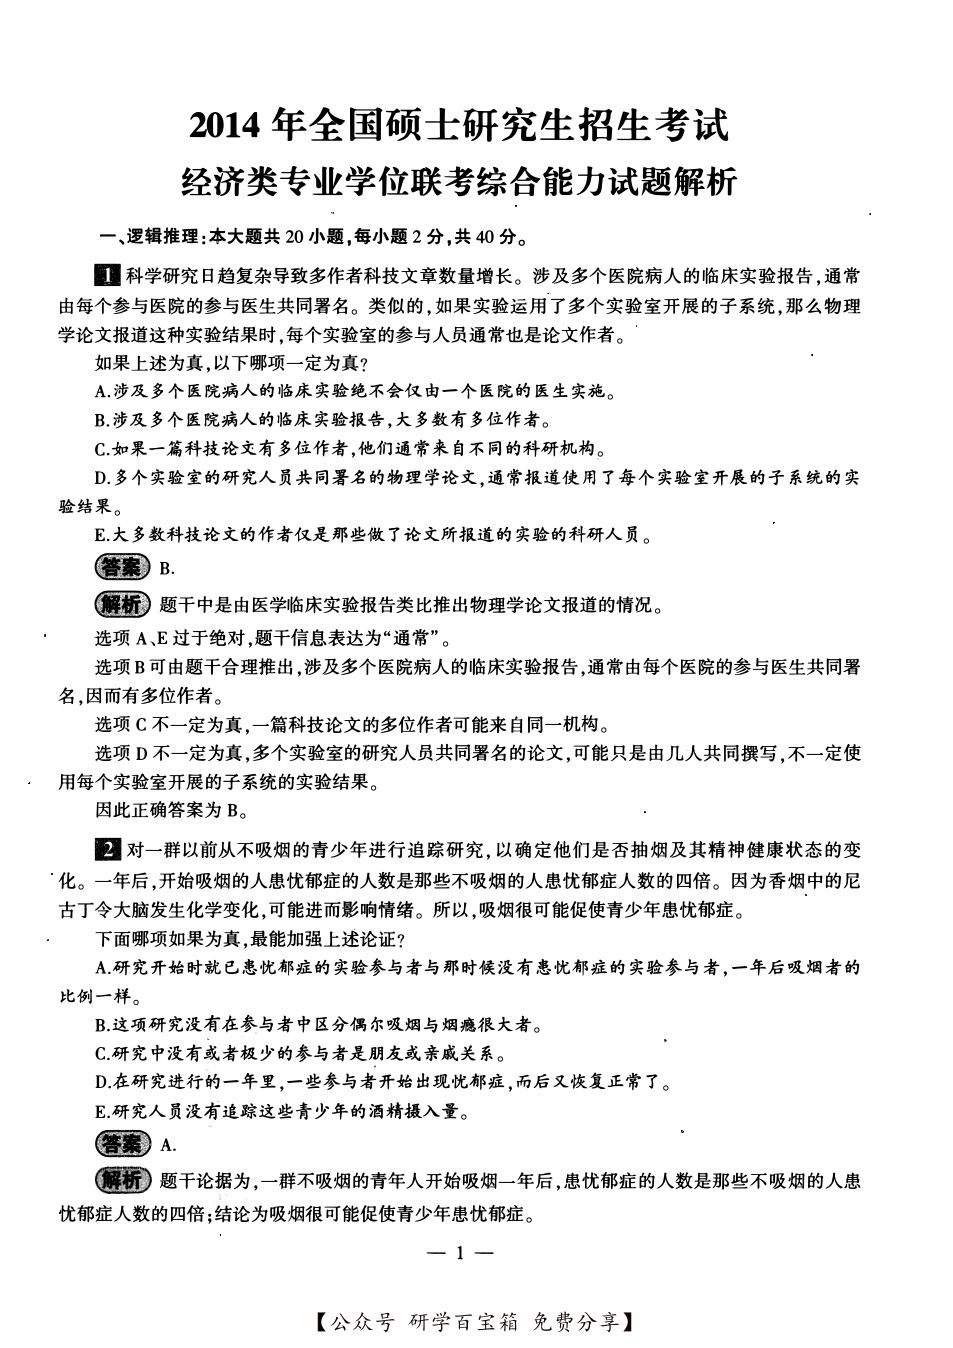 2014 年全国硕士研究生招生考试
经济类专业学位联考综合能力试题解析
一、逻辑推理:本大题共 20 小题,每小题 2 分,共 40 分。
1 科学研究日趋复杂导致多作者科技文章数量增长。涉及多个医院病人的临床实验报告,通常
由每个参与医院的参与医生共同署名。类似的,如果实验运用了多个实验室开展的子系统,那么物理
学论文报道这种实验结果时,每个实验室的参与人员通常也是论文作者。
如果上述为真,以下哪项一定为真?
A.涉及多个医院病人的临床实验绝不会仅由一个医院的医生实施。
B.涉及多个医院病人的临床实验报告,大多数有多位作者。
C.如果一篇科技论文有多位作者,他们通常来自不同的科研机构。
D.多个实验室的研究人员共同署名的物理学论文,通常报道使用了每个实验室开展的子系统的实
验结果。
E.大多数科技论文的作者仅是那些做了论文所报道的实验的科研人员。
答案 B.
解析 题干中是由医学临床实验报告类比推出物理学论文报道的情况。
选项 A、E 过于绝对,题干信息表达为“通常”。
选项 B 可由题干合理推出,涉及多个医院病人的临床实验报告,通常由每个医院的参与医生共同署
名,因而有多位作者。
选项 C 不一定为真,一篇科技论文的多位作者可能来自同一机构。
选项 D 不一定为真,多个实验室的研究人员共同署名的论文,可能只是由几人共同撰写,不一定使
用每个实验室开展的子系统的实验结果。
因此正确答案为 B。
2 对一群以前从不吸烟的青少年进行追踪研究,以确定他们是否抽烟及其精神健康状态的变
化。一年后,开始吸烟的人患忧郁症的人数是那些不吸烟的人患忧郁症人数的四倍。因为香烟中的尼
古丁令大脑发生化学变化,可能进而影响情绪。所以,吸烟很可能促使青少年患忧郁症。
下面哪项如果为真,最能加强上述论证?
A.研究开始时就已患忧郁症的实验参与者与那时候没有患忧郁症的实验参与者,一年后吸烟者的
比例一样。
B.这项研究没有在参与者中区分偶尔吸烟与烟瘾很大者。
C.研究中没有或者极少的参与者是朋友或亲戚关系。
D.在研究进行的一年里,一些参与者开始出现忧郁症,而后又恢复正常了。
E.研究人员没有追踪这些青少年的酒精摄入量。
答案 A.
解析 题干论据为,一群不吸烟的青年人开始吸烟一年后,患忧郁症的人数是那些不吸烟的人患
忧郁症人数的四倍;结论为吸烟很可能促使青少年患忧郁症。
— 1 —
【公众号 研学百宝箱 免费分享】